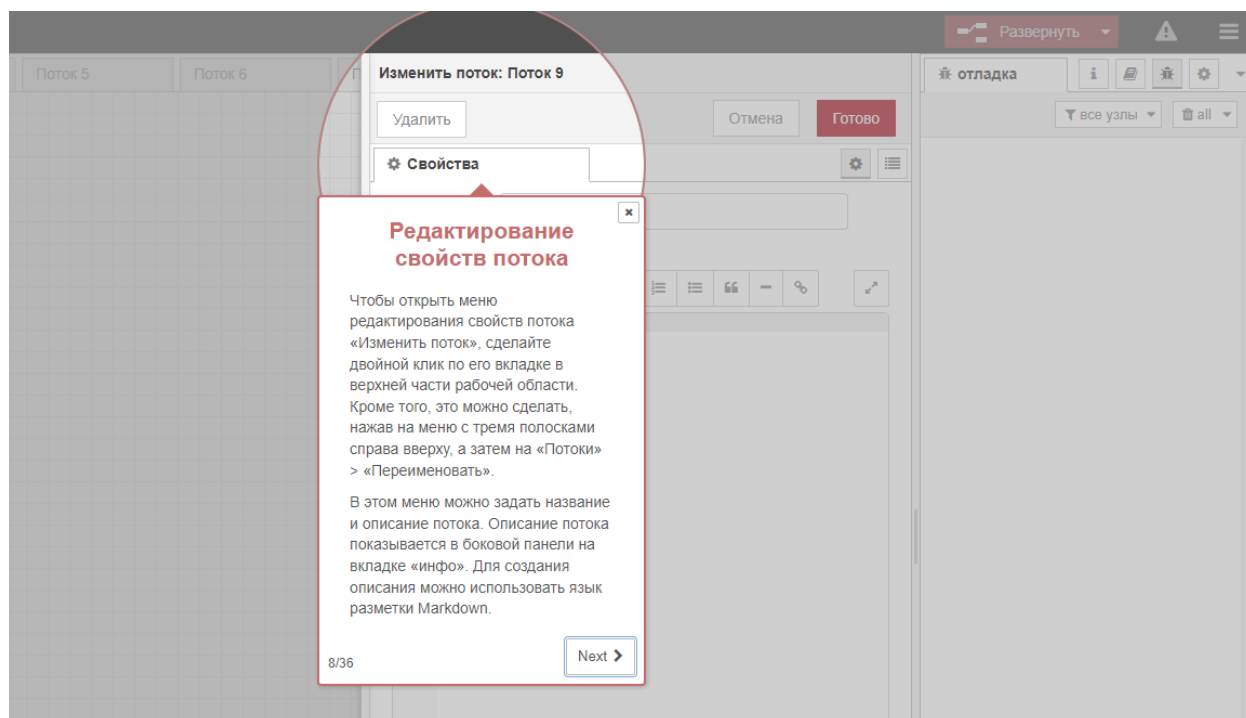 Развернуть
Поток 5
Поток 6
Изменить поток: Поток 9
отладка
i
Удалить
Отмена
Готово
все узлы
all
Свойства
Редактирование
свойств потока
Чтобы открыть меню
редактирования свойств потока
«Изменить поток», сделайте
двойной клик по его вкладке в
верхней части рабочей области.
Кроме того, это можно сделать,
нажав на меню с тремя полосками
справа вверху, а затем на «Потоки»
> «Переименовать».
В этом меню можно задать название
и описание потока. Описание потока
показывается в боковой панели на
вкладке «инфо». Для создания
описания можно использовать язык
разметки Markdown.
8/36
Next